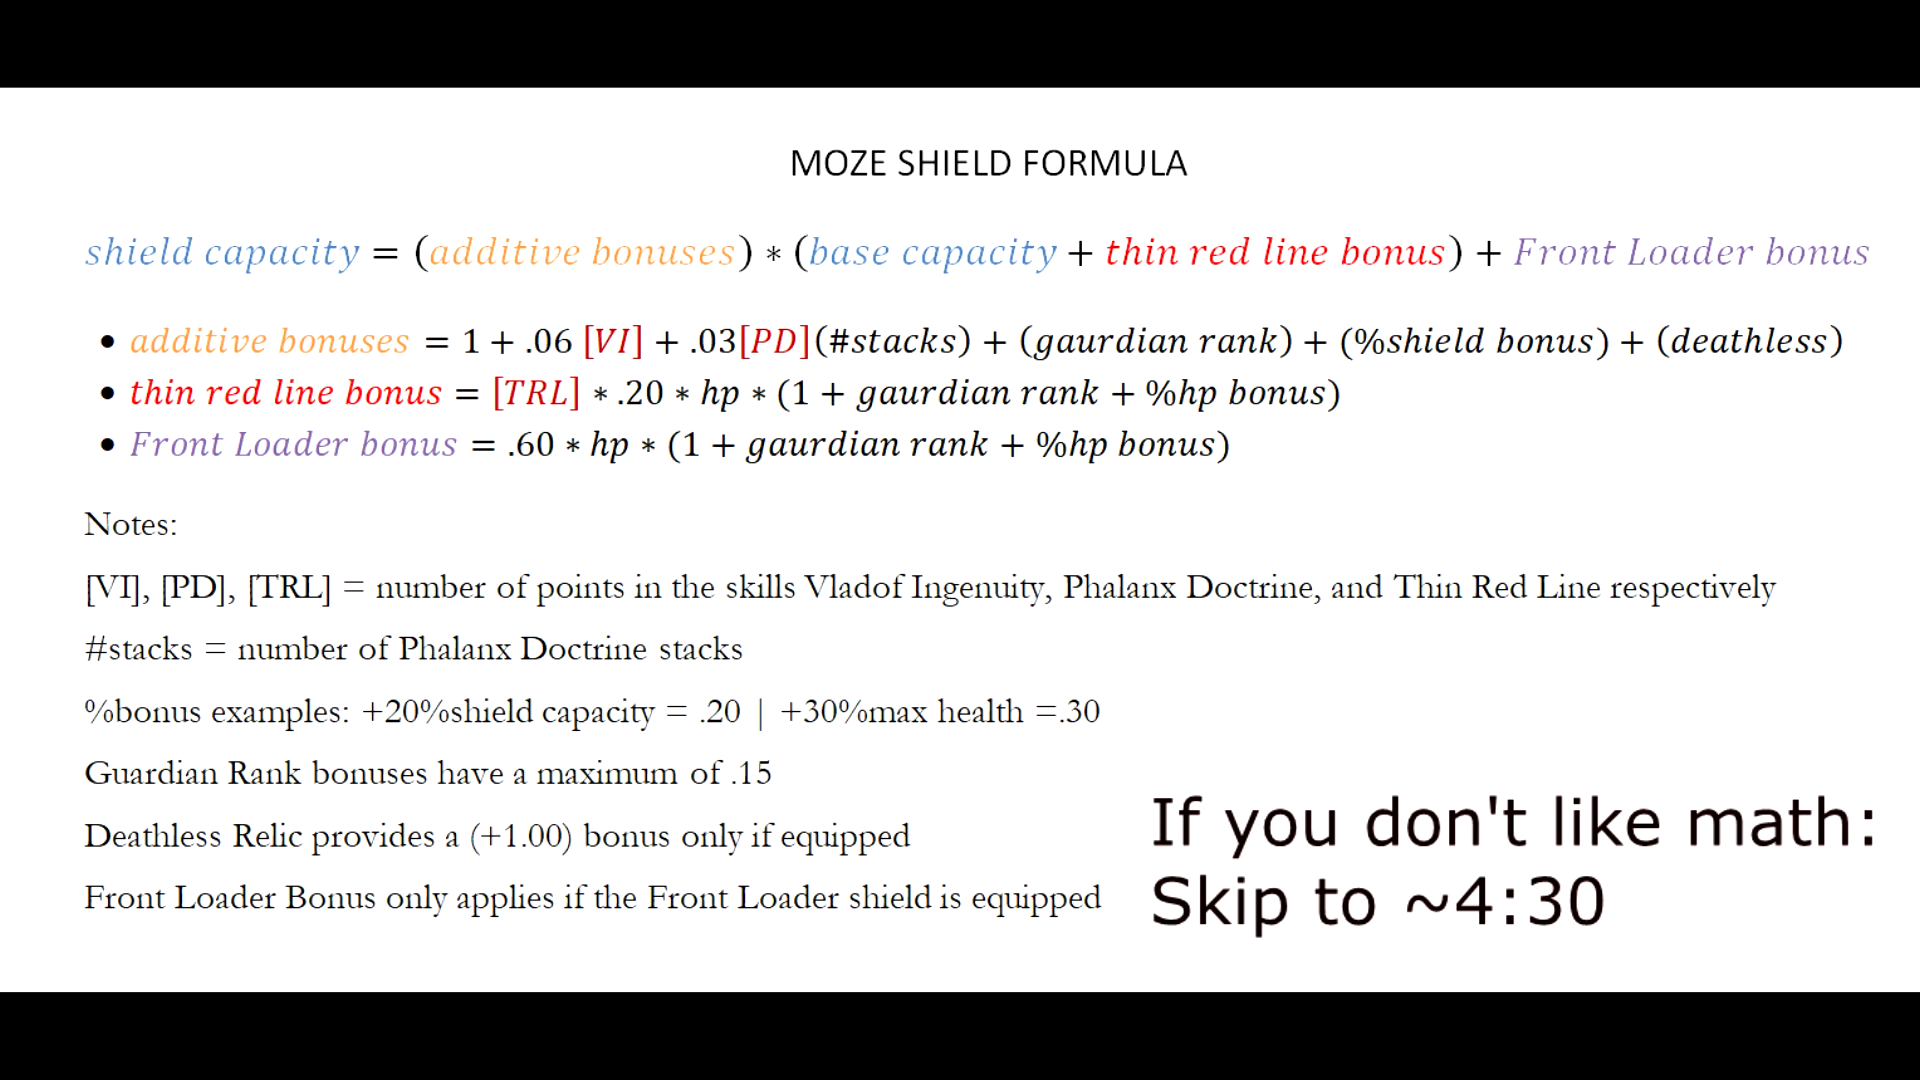 MOZE SHIELD FORMULA
shield capacity = (additive bonuses) ∗ (base capacity + thin red line bonus) + Front Loader bonus
• additive bonuses = 1 + .06 [VI] + .03[PD](#stacks) + (gaurdian rank) + (%shield bonus) + (deathless)
• thin red line bonus = [TRL] ∗ .20 ∗ hp ∗ (1 + gaurdian rank + %hp bonus)
• Front Loader bonus = .60 ∗ hp ∗ (1 + gaurdian rank + %hp bonus)
Notes:
[VI], [PD], [TRL] = number of points in the skills Vladof Ingenuity, Phalanx Doctrine, and Thin Red Line respectively
#stacks = number of Phalanx Doctrine stacks
%bonus examples: +20%shield capacity = .20 | +30%max health =.30
Guardian Rank bonuses have a maximum of .15
Deathless Relic provides a (+1.00) bonus only if equipped
Front Loader Bonus only applies if the Front Loader shield is equipped
If you don't like math:
Skip to ~4:30